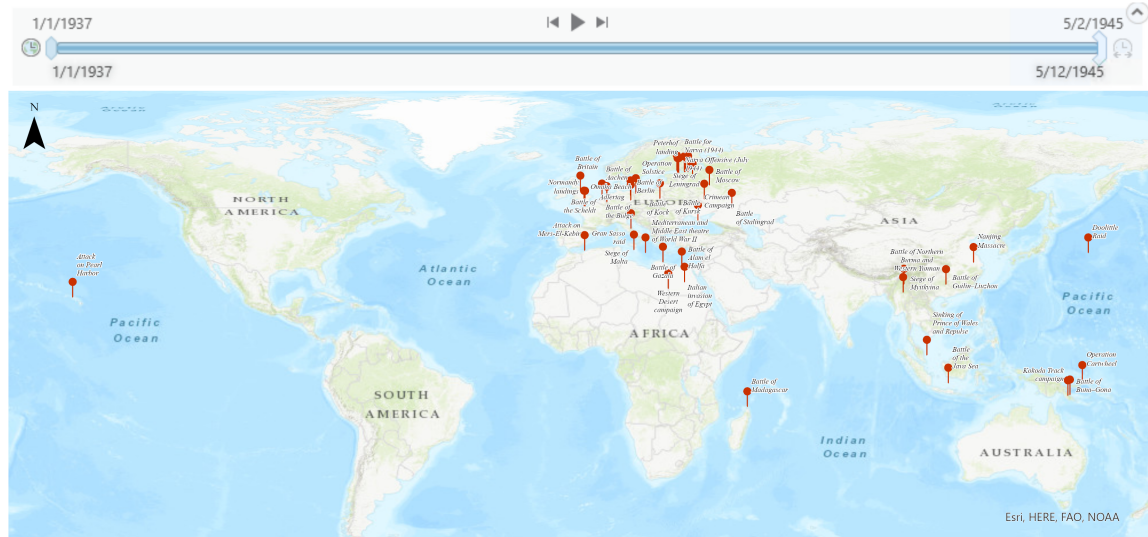 1/1/1937
5/2/1945
1/1/1937
5/12/1945
N
Peterhof
landing
Battle for
Narva (1944)
Narva Offensive (July
1944)
Battle of
Britain
Battle of
Aachen
Operation
Solstice
Siege of
Leningrad
Battle of
Moscow
Normandy
landings
Omaha Beach
Adlertag
Battle of
Berlin
Crimean
Campaign
NORTH
AMERICA
Battle of
the Scheldt
Battle of
the Bulge
of Kock
Battle
of Kursk
Battle
of Stalingrad
ASIA
Attack on
Mers-El-Kebir
Gran Sasso
raid
Mediterranean and
Middle East theatre
of World War II
Nanjing
Massacre
Doolittle
Raid
Attack
on Pearl
Harbor
Atlantic
Ocean
Siege of
Malta
Battle of
Gazala
Battle of
Alam el
Halfa
Battle of Northern
Burma and
Western Yunnan
Siege of
Myitkyina
Battle of
Guilin-Liuzhou
Western
Desert
campaign
Italian
invasion
of Egypt
Pacific
Ocean
Pacific
Ocean
AFRICA
Sinking of
Prince of Wales
and Repulse
Battle
of the
Java Sea
Operation
Cartwheel
Kokoda Track
campaign
Battle of
Buna–Gona
Battle of
Madagascar
SOUTH
AMERICA
Indian
Ocean
AUSTRALIA
Esri, HERE, FAO, NOAA